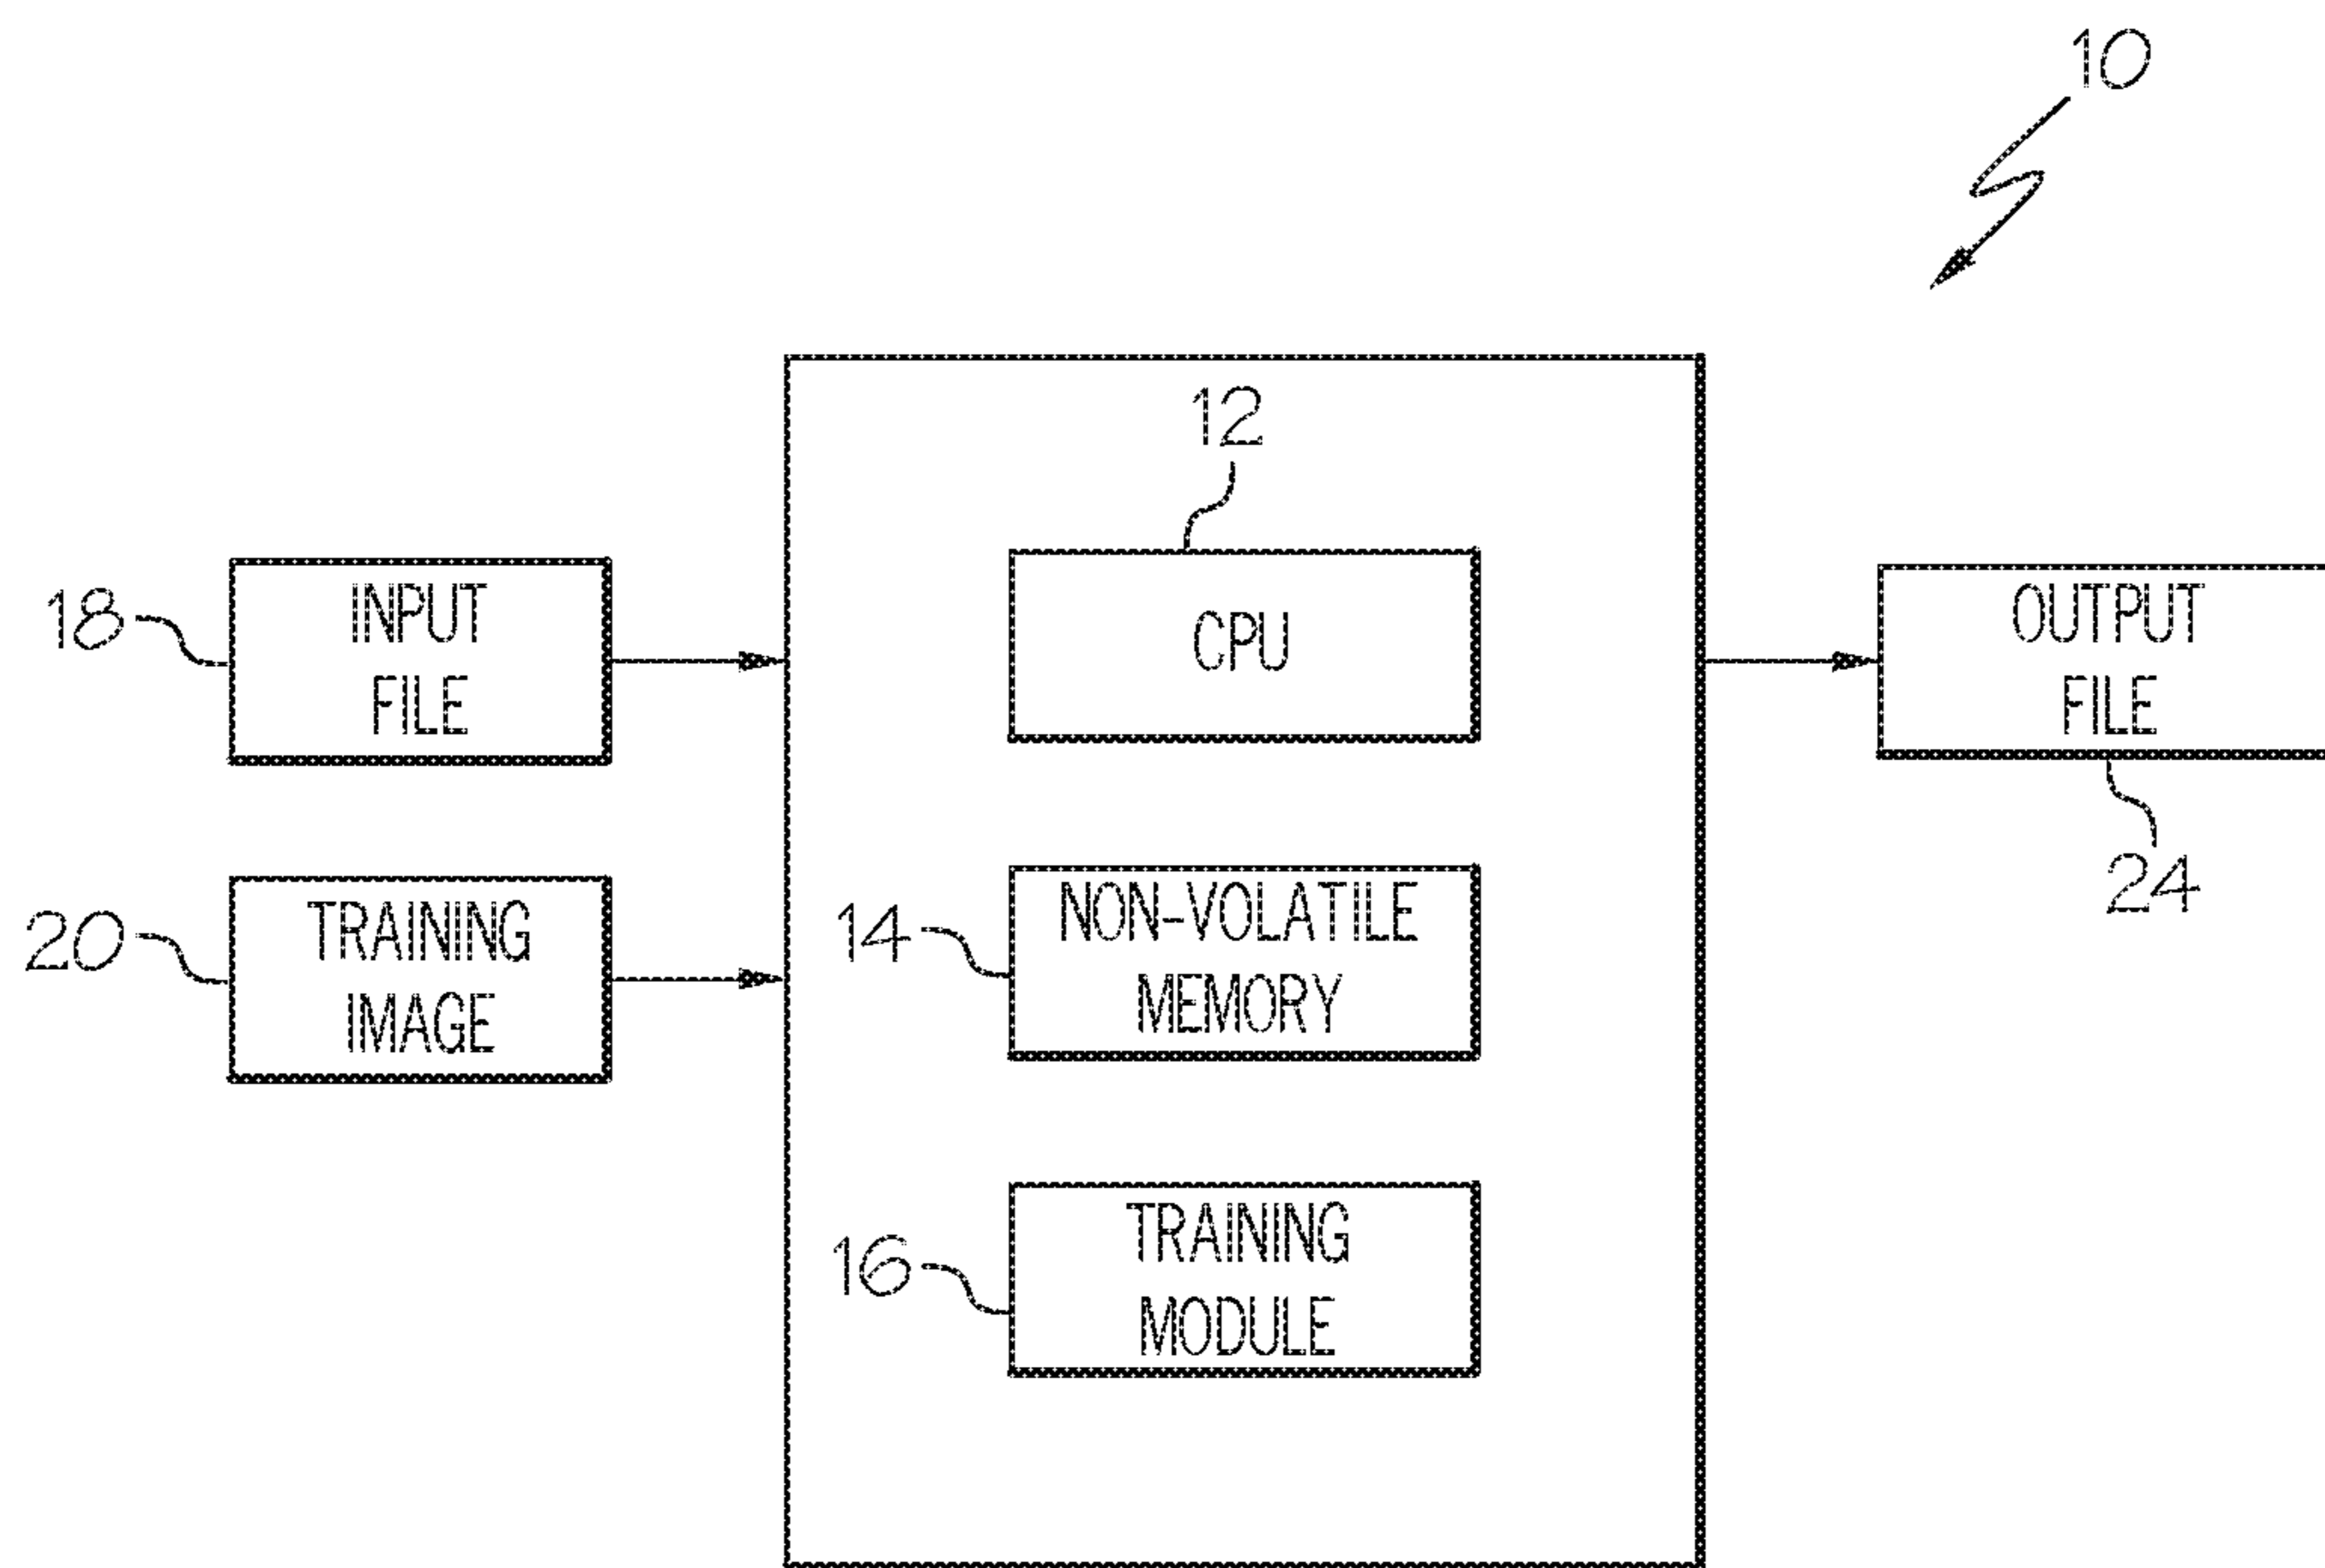 10
12
18
INPUT
FILE
CPU
OUTPUT
FILE
24
20
TRAINING
IMAGE
14
NON-VOLATILE
MEMORY
16
TRAINING
MODULE